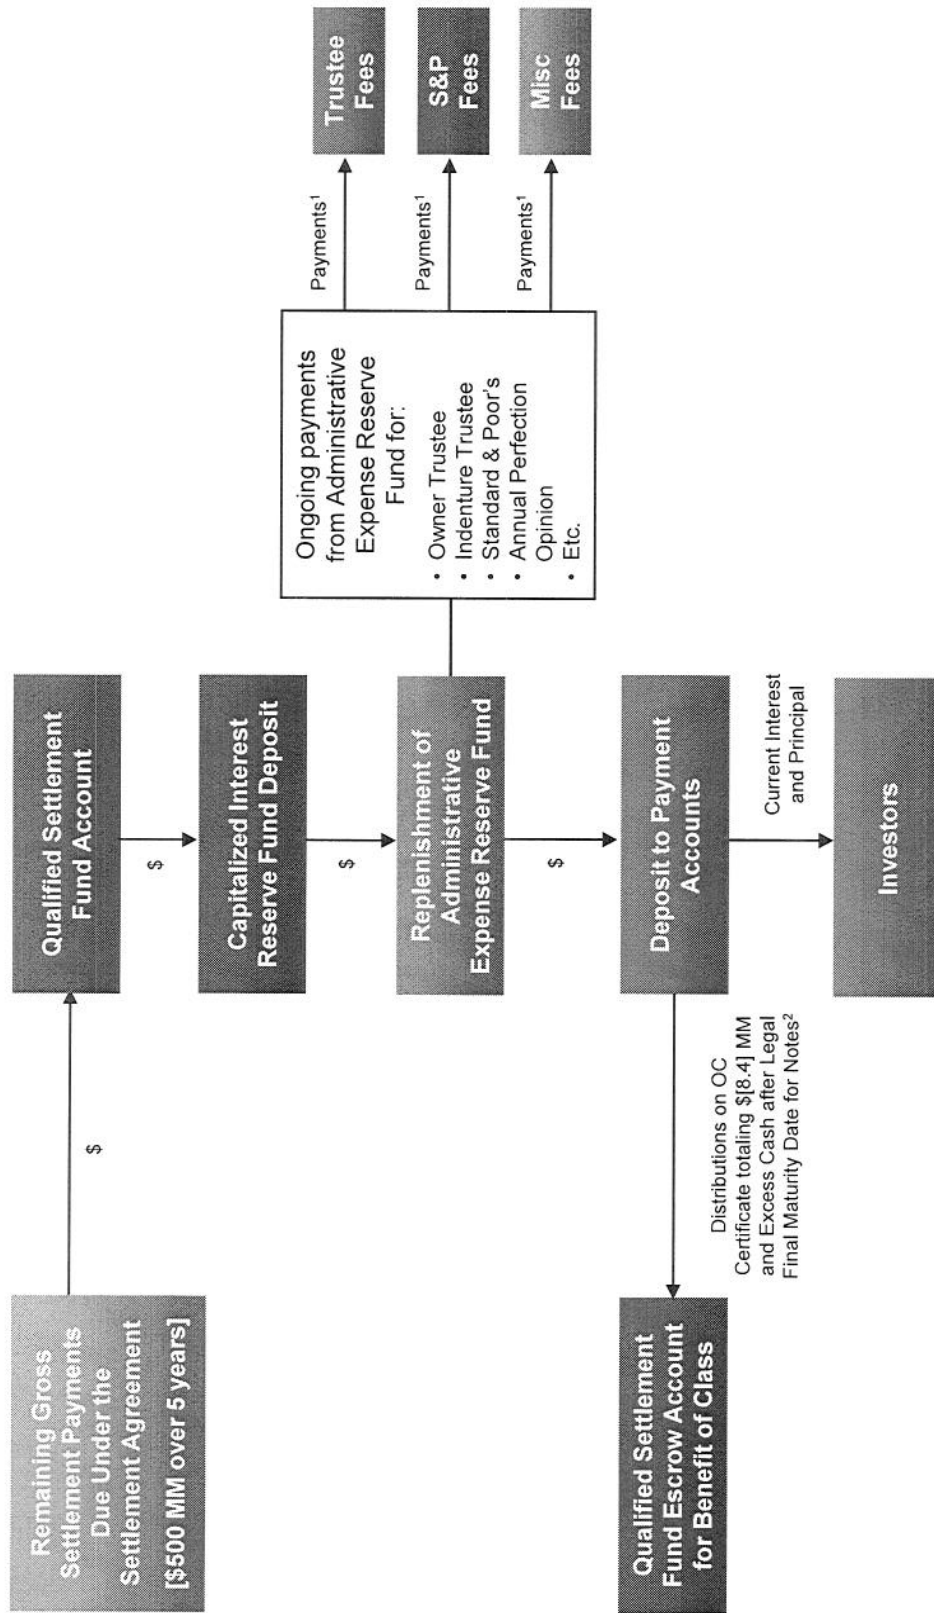 Remaining Gross
Settlement Payments
Due Under the
Settlement Agreement
[$500 MM over 5 years]
$
Qualified Settlement
Fund Account
$
Capitalized Interest
Reserve Fund Deposit
$
Replenishment of
Administrative
Expense Reserve Fund
Ongoing payments
from Administrative
Expense Reserve
Fund for:
• Owner Trustee
• Indenture Trustee
• Standard & Poor's
• Annual Perfection
Opinion
• Etc.
Payments¹
Trustee
Fees
Payments¹
S&P
Fees
Payments¹
Misc
Fees
$
Deposit to Payment
Accounts
Distributions on OC
Certificate totaling $[8.4] MM
and Excess Cash after Legal
Final Maturity Date for Notes²
Qualified Settlement
Fund Escrow Account
for Benefit of Class
Current Interest
and Principal
Investors